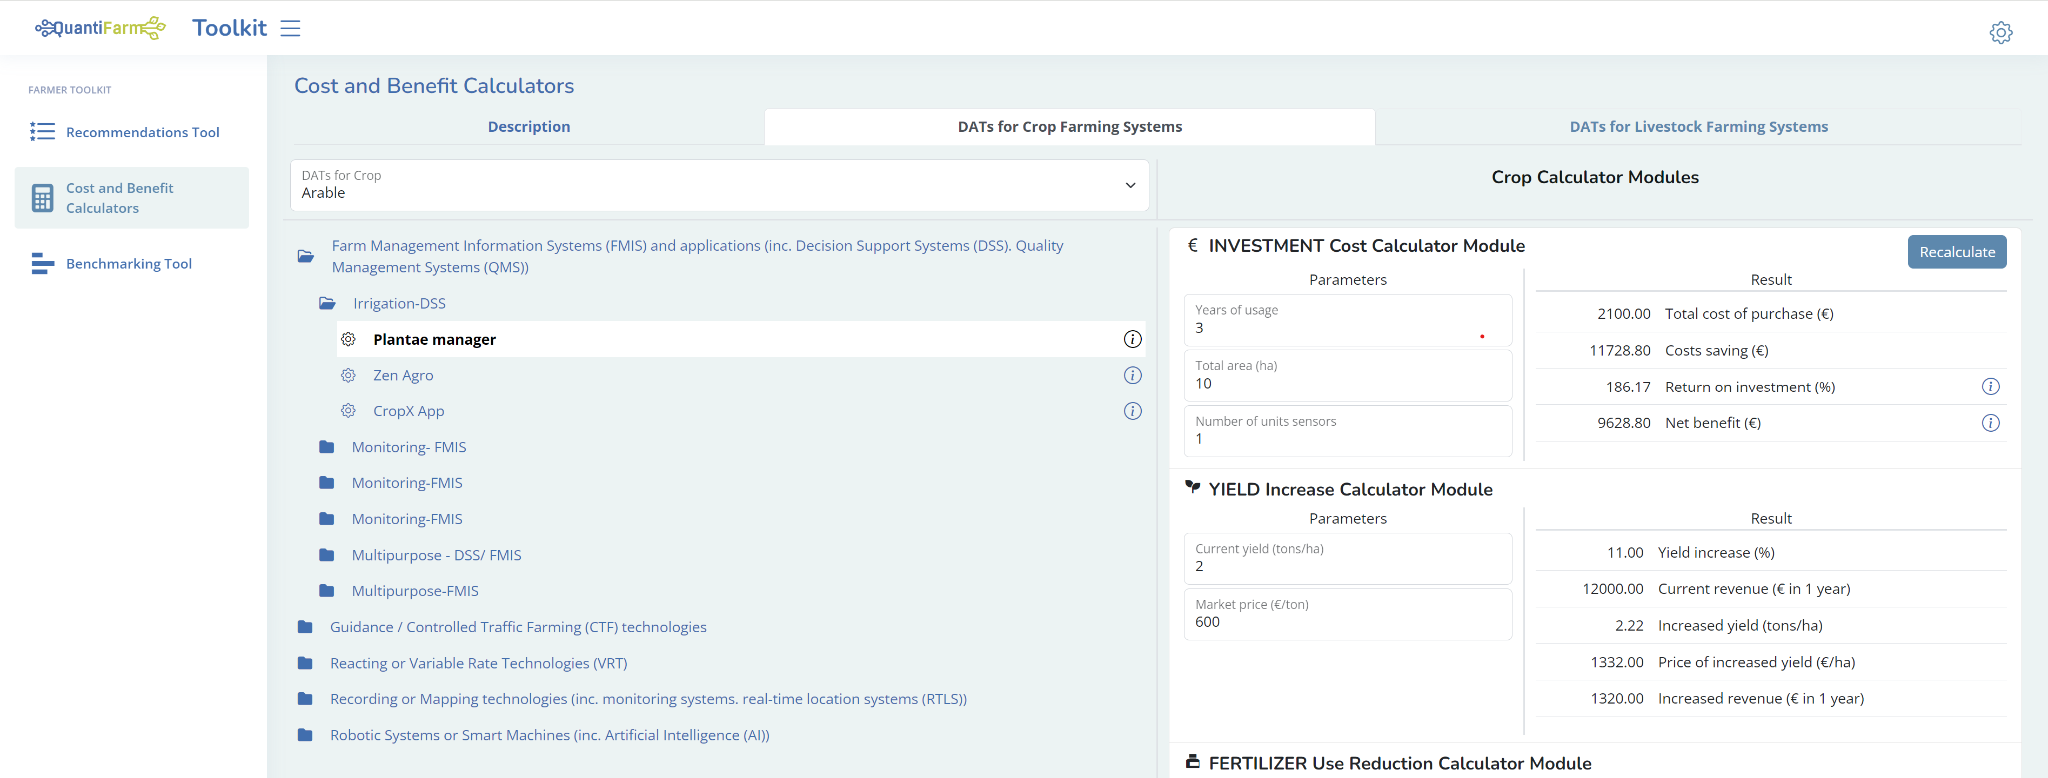 QuantiFarm
Toolkit
FARMER TOOLKIT
Recommendations Tool
Cost and Benefit
Calculators
Benchmarking Tool
Cost and Benefit Calculators
Description
DATs for Crop Farming Systems
DATs for Livestock Farming Systems
DATs for Crop
Arable
Farm Management Information Systems (FMIS) and applications (inc. Decision Support Systems (DSS). Quality
Management Systems (QMS))
Irrigation-DSS
Plantae manager
Zen Agro
CropX App
Monitoring- FMIS
Monitoring-FMIS
Monitoring-FMIS
Multipurpose - DSS/ FMIS
Multipurpose-FMIS
Guidance / Controlled Traffic Farming (CTF) technologies
Reacting or Variable Rate Technologies (VRT)
Recording or Mapping technologies (inc. monitoring systems. real-time location systems (RTLS))
Robotic Systems or Smart Machines (inc. Artificial Intelligence (AI))
Crop Calculator Modules
€ INVESTMENT Cost Calculator Module
Recalculate
Parameters
Years of usage
3
Total area (ha)
10
Number of units sensors
1
Result
2100.00 Total cost of purchase (€)
11728.80 Costs saving (€)
186.17 Return on investment (%)
9628.80 Net benefit (€)
YIELD Increase Calculator Module
Parameters
Current yield (tons/ha)
2
Market price (€/ton)
600
Result
11.00 Yield increase (%)
12000.00 Current revenue (€ in 1 year)
2.22 Increased yield (tons/ha)
1332.00 Price of increased yield (€/ha)
1320.00 Increased revenue (€ in 1 year)
FERTILIZER Use Reduction Calculator Module